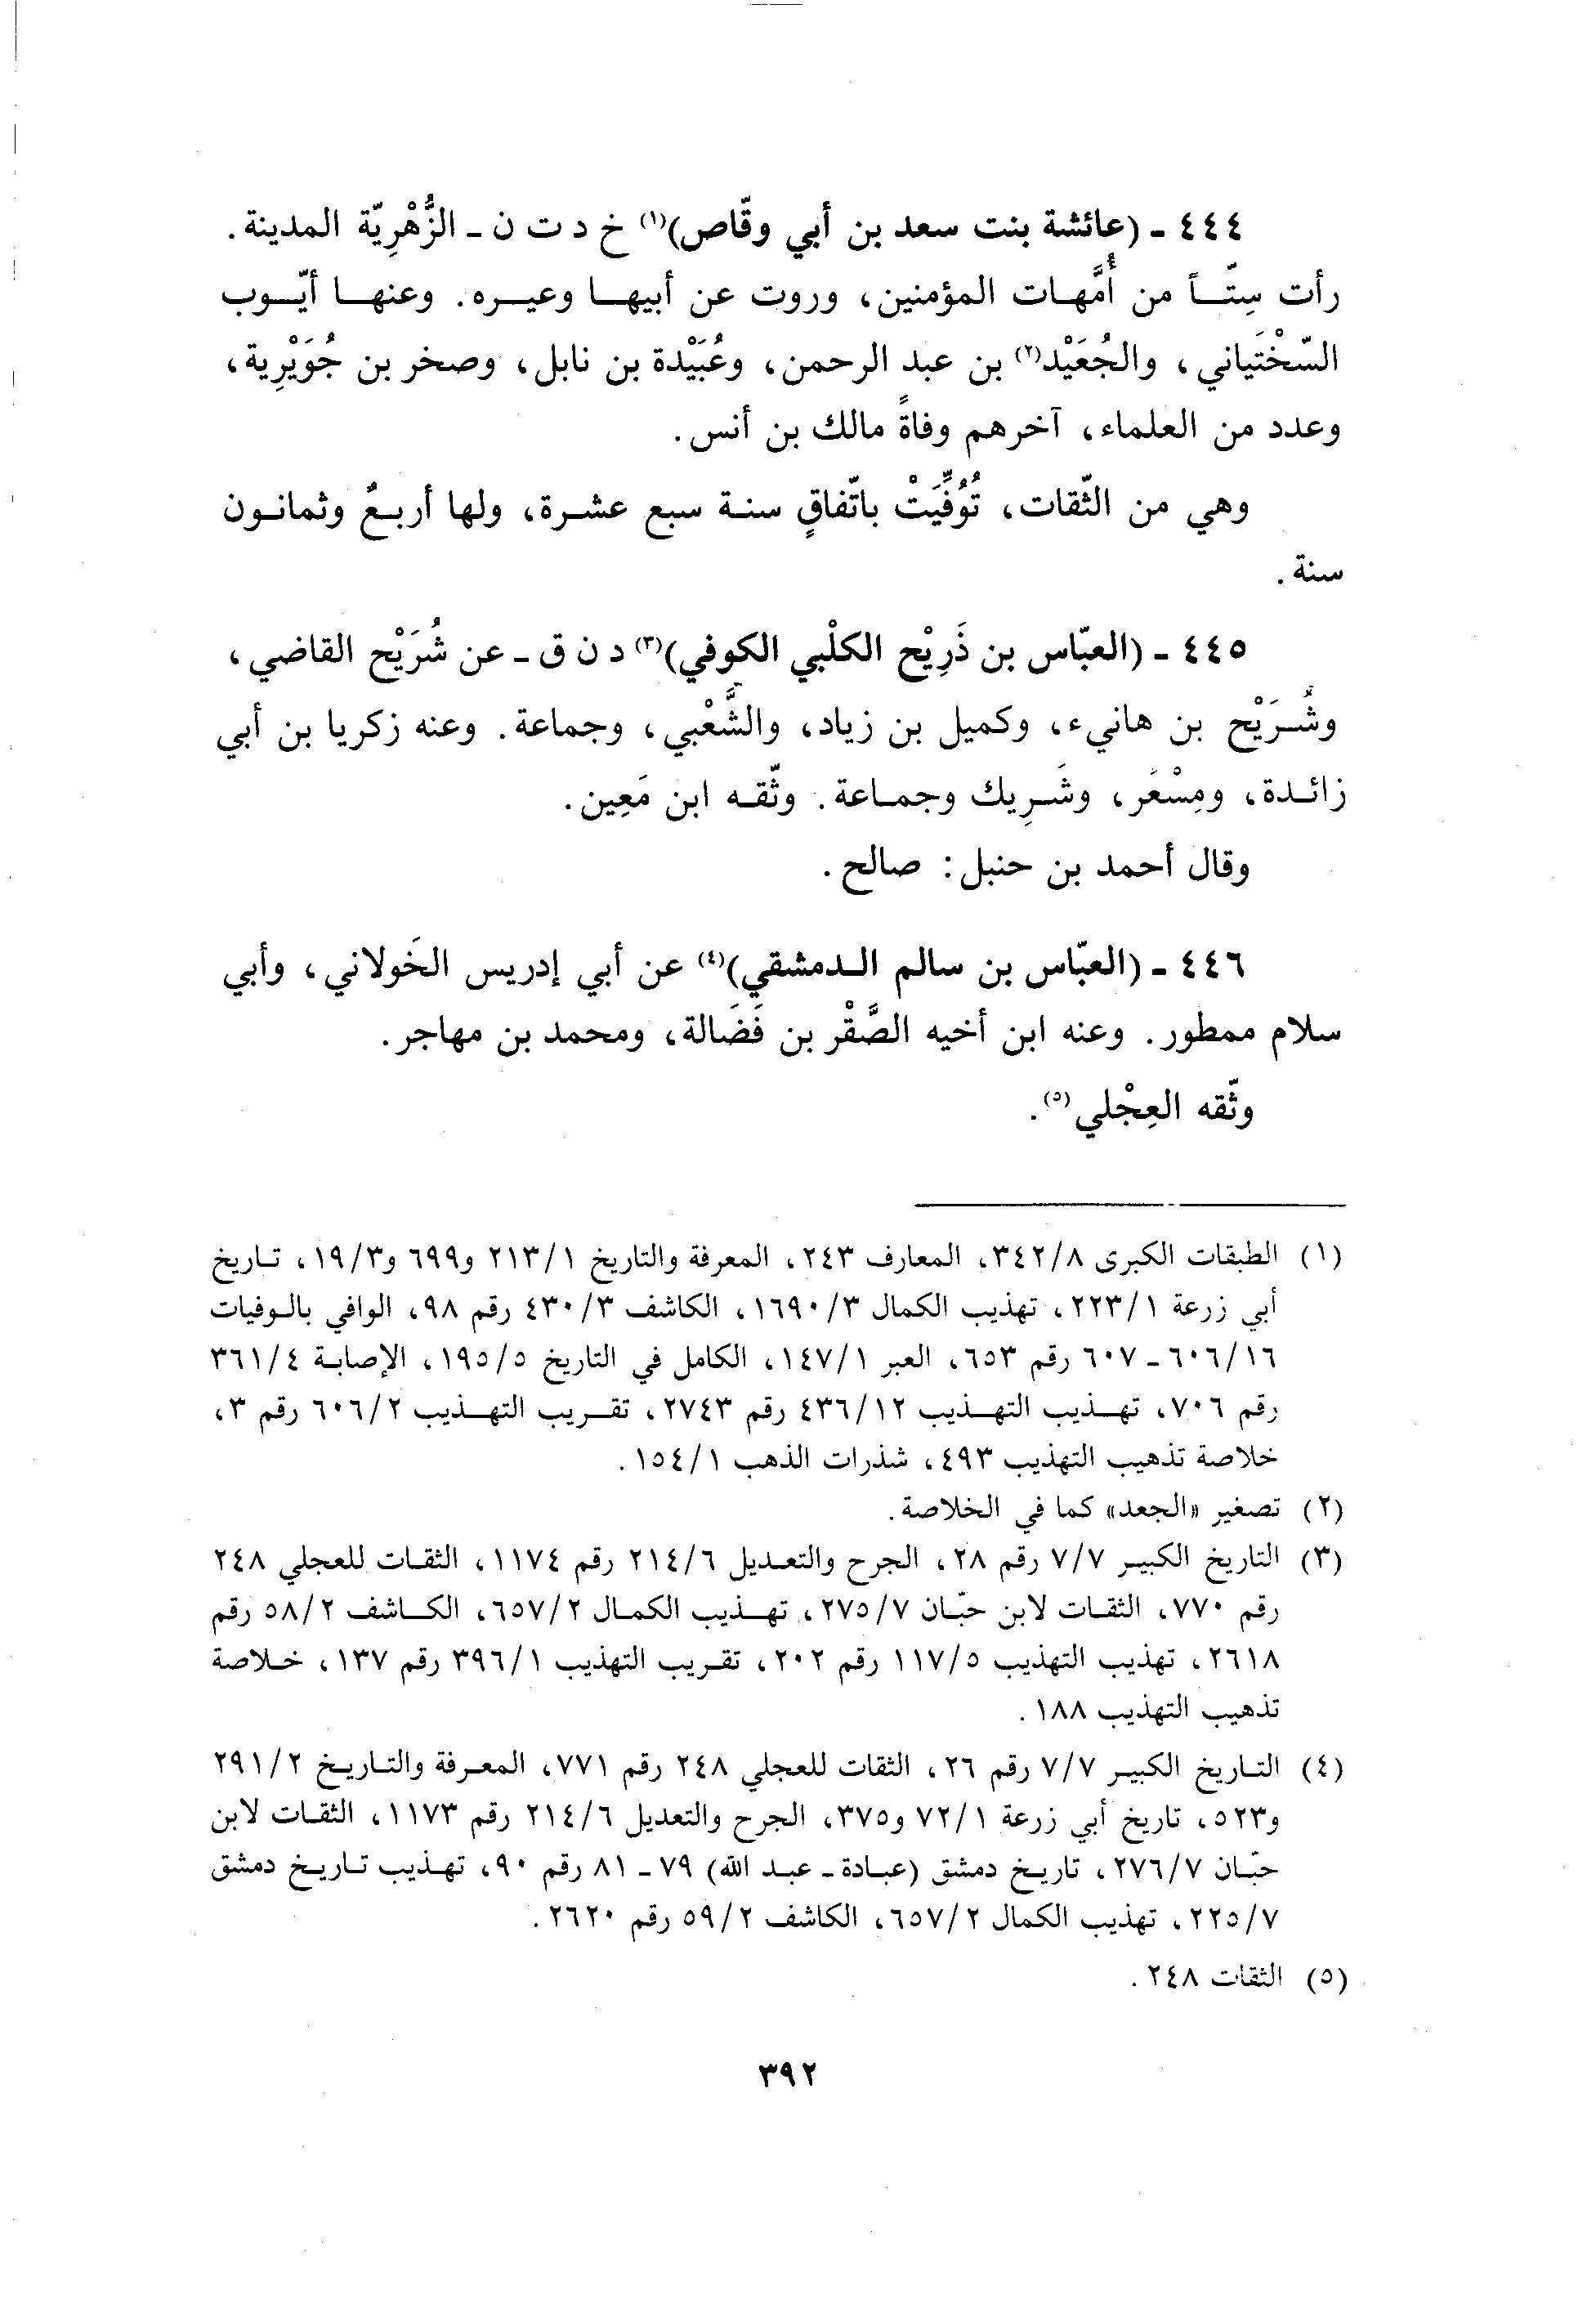 ٤٤٤ ـ (عائشة بنت سعد بن أبي وقّاص)(١) خ د ت ن ـ الزُّهْرِيّة المدينة.
رأت سِتّاً من أُمَّهات المؤمنين، وروت عن أبيها وعيره. وعنها أيّوب
السّخْتَياني، والجُعَيْد(٢) بن عبد الرحمن، وعُبَيْدة بن نابل، وصخر بن جُوَيْرِية،
وعدد من العلماء، آخرهم وفاةً مالك بن أنس.
وهي من الثّقات، تُوُفِّيَتْ باتّفاقٍ سنة سبع عشرة، ولها أربعٌ وثمانون
سنة.
٤٤٥ ـ (العبّاس بن ذَرِيْح الكلْبي الكوفي)(٣) د ن ق ـ عن شُرَيْح القاضي،
وشُرَيْح بن هانيء، وكميل بن زياد، والشَّعْبي، وجماعة. وعنه زكريا بن أبي
زائدة، ومِسْعَر، وشَرِيك وجماعة. وثّقه ابن مَعِين.
وقال أحمد بن حنبل: صالح.
٤٤٦ ـ (العبّاس بن سالم الدمشقي)(٤) عن أبي إدريس الخَولاني، وأبي
سلام ممطور. وعنه ابن أخيه الصَّقْر بن فَضَالة، ومحمد بن مهاجر.
وثّقه العِجْلي(٥).
(١) الطبقات الكبرى ٣٤٢/٨، المعارف ٢٤٣، المعرفة والتاريخ ٢١٣/١ و٦٩٩ و١٩/٣، تاريخ
أبي زرعة ٢٢٣/١، تهذيب الكمال ١٦٩٠/٣، الكاشف ٤٣٠/٣ رقم ٩٨، الوافي بالوفيات
٦٠٦/١٦ ـ ٦٠٧ رقم ٦٥٣، العبر ١٤٧/١، الكامل في التاريخ ١٩٥/٥، الإصابة ٣٦١/٤
رقم ٧٠٦، تهذيب التهذيب ٤٣٦/١٢ رقم ٢٧٤٣، تقريب التهذيب ٦٠٦/٢ رقم ٣،
خلاصة تذهيب التهذيب ٤٩٣، شذرات الذهب ١٥٤/١.
(٢) تصغير «الجعد» كما في الخلاصة.
(٣) التاريخ الكبير ٧/٧ رقم ٢٨، الجرح والتعديل ٢١٤/٦ رقم ١١٧٤، الثقات للعجلي ٢٤٨
رقم ٧٧٠، الثقات لابن حبّان ٢٧٥/٧، تهذيب الكمال ٦٥٧/٢، الكاشف ٥٨/٢ رقم
٢٦١٨، تهذيب التهذيب ١١٧/٥ رقم ٢٠٢، تقريب التهذيب ٣٩٦/١ رقم ١٣٧، خلاصة
تذهيب التهذيب ١٨٨.
(٤) التاريخ الكبير ٧/٧ رقم ٢٦، الثقات للعجلي ٢٤٨ رقم ٧٧١، المعرفة والتاريخ ٢٩١/٢
و٥٢٣، تاريخ أبي زرعة ٧٢/١ و٣٧٥، الجرح والتعديل ٢١٤/٦ رقم ١١٧٣، الثقات لابن
حبّان ٢٧٦/٧، تاريخ دمشق (عبادة ـ عبد الله) ٧٩ ـ ٨١ رقم ٩٠، تهذيب تاريخ دمشق
٢٢٥/٧، تهذيب الكمال ٦٥٧/٢، الكاشف ٥٩/٢ رقم ٢٦٢٠.
(٥) الثقات ٢٤٨.
٣٩٢